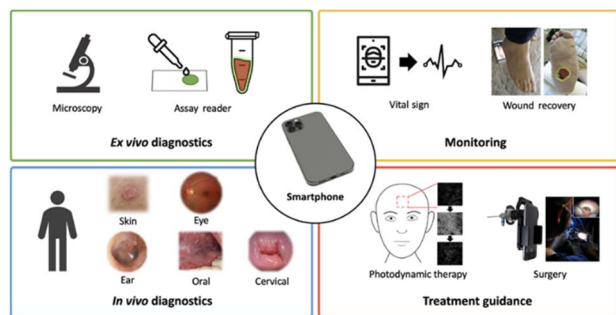 Microscopy
Assay reader
Ex vivo diagnostics
Vital sign
Wound recovery
Monitoring
Smartphone
Skin
Eye
Ear
Oral
Cervical
In vivo diagnostics
Photodynamic therapy
Surgery
Treatment guidance